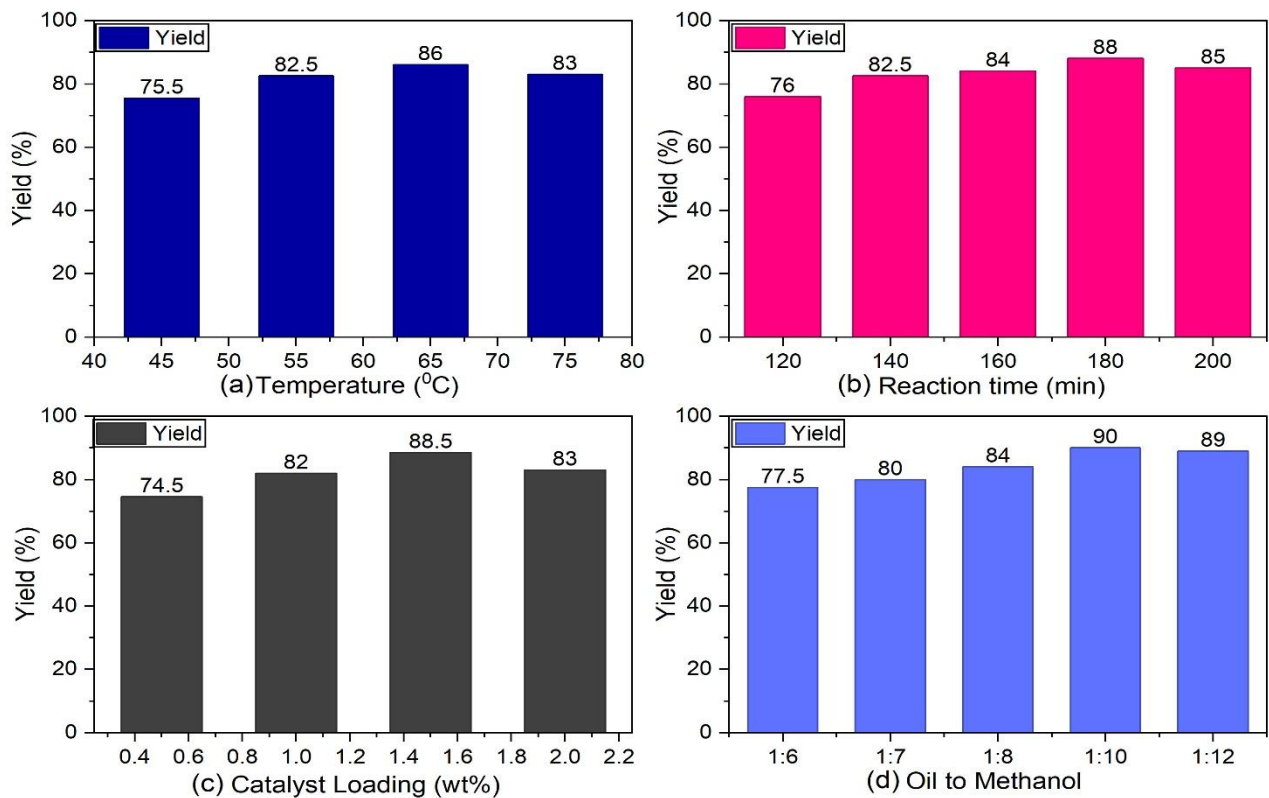 Yield
Yield (%)
100
80
60
40
20
0
75.5
82.5
86
83
40 45 50 55 60 65 70 75 80
(a) Temperature (⁰C)
Yield
Yield (%)
100
80
60
40
20
0
76
82.5
84
88
85
120 140 160 180 200
(b) Reaction time (min)
Yield
Yield (%)
100
80
60
40
20
0
74.5
82
88.5
83
0.4 0.6 0.8 1.0 1.2 1.4 1.6 1.8 2.0 2.2
(c) Catalyst Loading (wt%)
Yield
Yield (%)
100
80
60
40
20
0
77.5
80
84
90
89
1:6 1:7 1:8 1:10 1:12
(d) Oil to Methanol